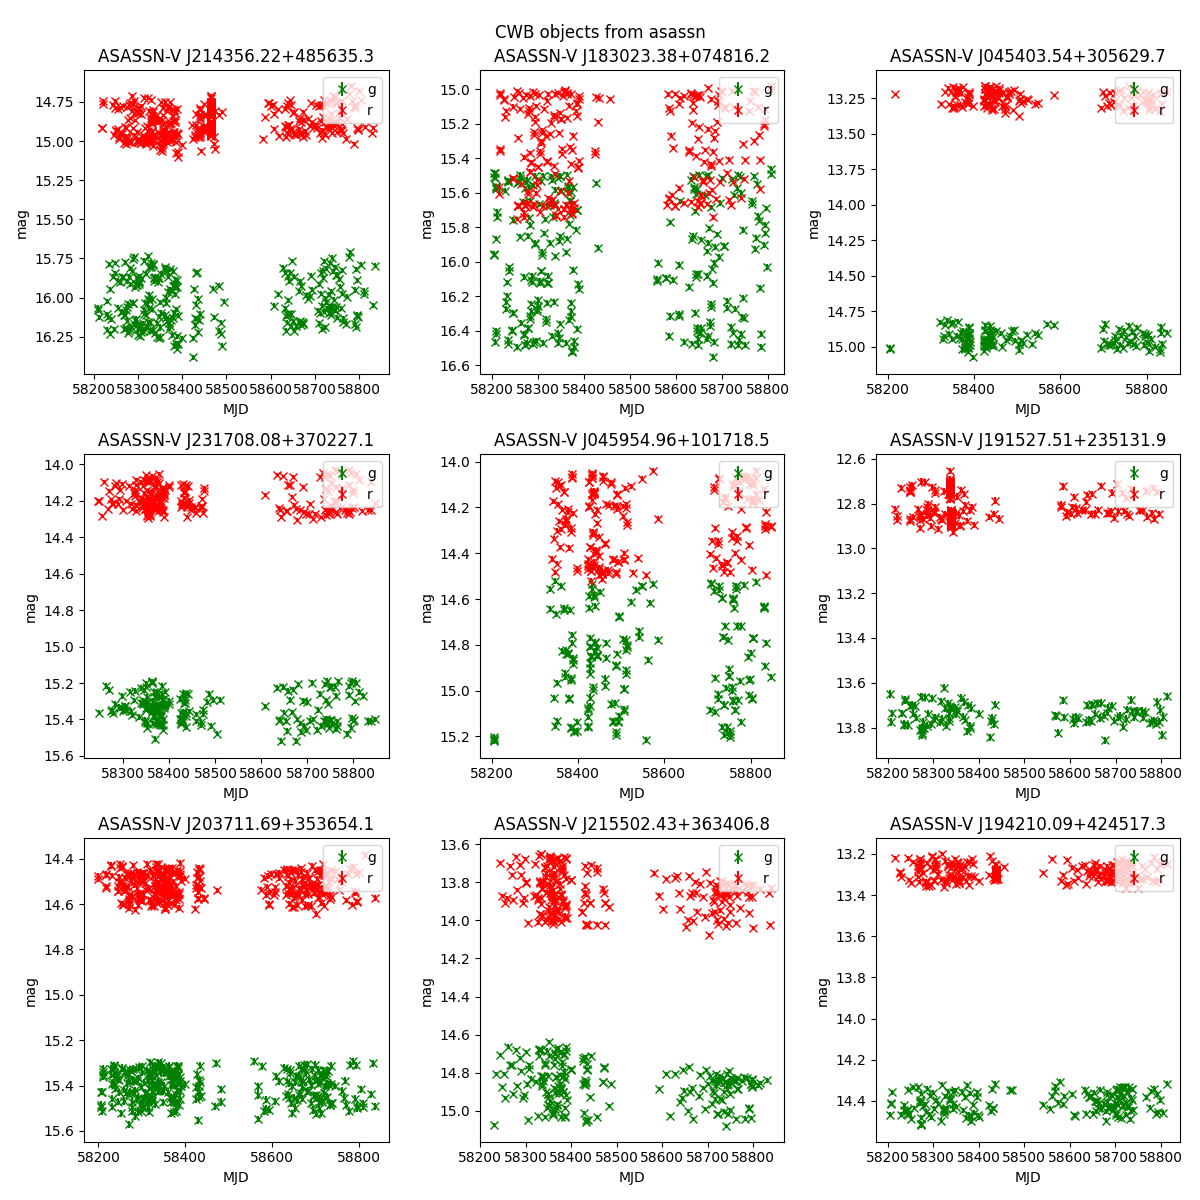 CWB objects from asassn
ASASSN-V J214356.22+485635.3
14.75
15.00
15.25
15.50
15.75
16.00
16.25
mag
58200 58300 58400 58500 58600 58700 58800
MJD
g
r
ASASSN-V J183023.38+074816.2
15.0
15.2
15.4
15.6
15.8
16.0
16.2
16.4
16.6
mag
58200 58300 58400 58500 58600 58700 58800
MJD
g
r
ASASSN-V J045403.54+305629.7
13.25
13.50
13.75
14.00
14.25
14.50
14.75
15.00
mag
58200 58400 58600 58800
MJD
g
r
ASASSN-V J231708.08+370227.1
14.0
14.2
14.4
14.6
14.8
15.0
15.2
15.4
15.6
mag
58300 58400 58500 58600 58700 58800
MJD
g
r
ASASSN-V J045954.96+101718.5
14.0
14.2
14.4
14.6
14.8
15.0
15.2
mag
58200 58400 58600 58800
MJD
g
r
ASASSN-V J191527.51+235131.9
12.6
12.8
13.0
13.2
13.4
13.6
13.8
mag
58200 58300 58400 58500 58600 58700 58800
MJD
g
r
ASASSN-V J203711.69+353654.1
14.4
14.6
14.8
15.0
15.2
15.4
15.6
mag
58200 58400 58600 58800
MJD
g
r
ASASSN-V J215502.43+363406.8
13.6
13.8
14.0
14.2
14.4
14.6
14.8
15.0
mag
58200 58300 58400 58500 58600 58700 58800
MJD
g
r
ASASSN-V J194210.09+424517.3
13.2
13.4
13.6
13.8
14.0
14.2
14.4
mag
58200 58300 58400 58500 58600 58700 58800
MJD
g
r